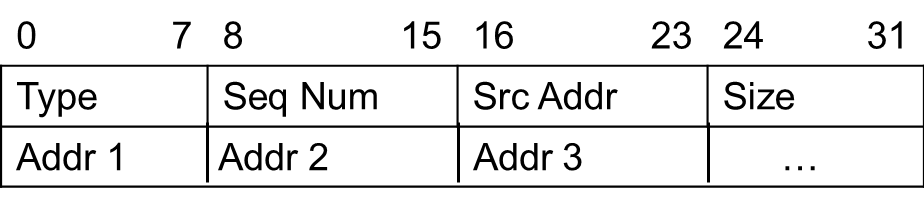 0 7 8 15 16 23 24 31
Type Seq Num Src Addr Size
Addr 1 Addr 2 Addr 3 ...